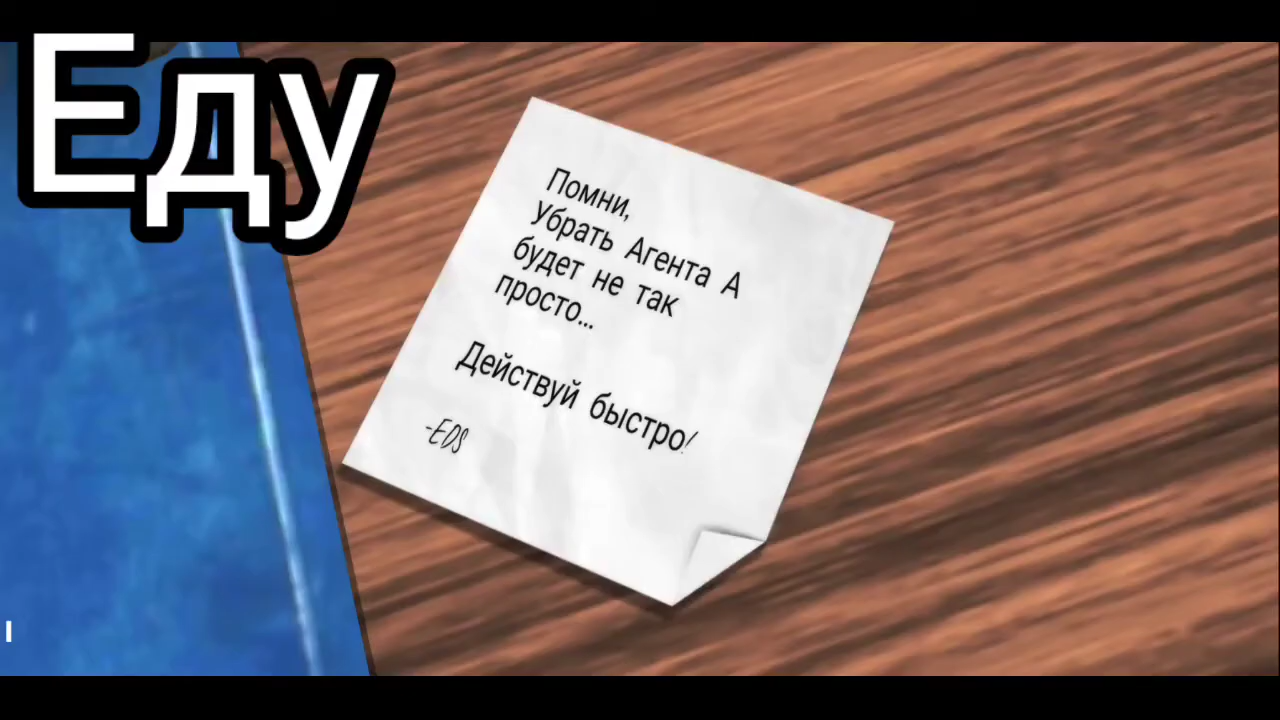 Еду
Помни,
Убрать Агента А
будет не так
просто...
Действуй быстро!
-EDS
I